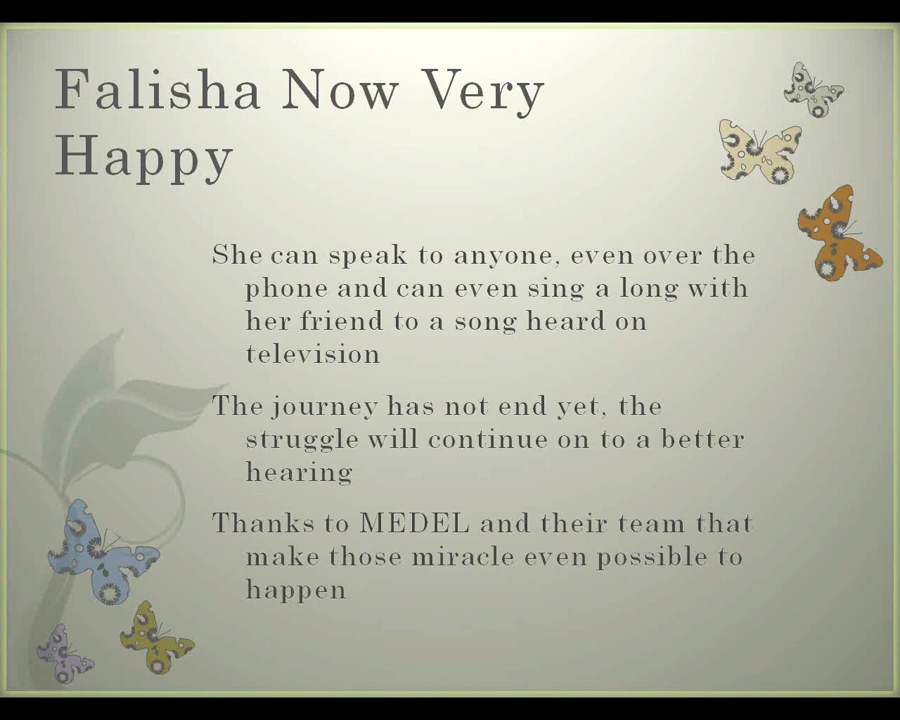 Falisha Now Very
Happy
She can speak to anyone, even over the
phone and can even sing a long with
her friend to a song heard on
television
The journey has not end yet, the
struggle will continue on to a better
hearing
Thanks to MEDEL and their team that
make those miracle even possible to
happen